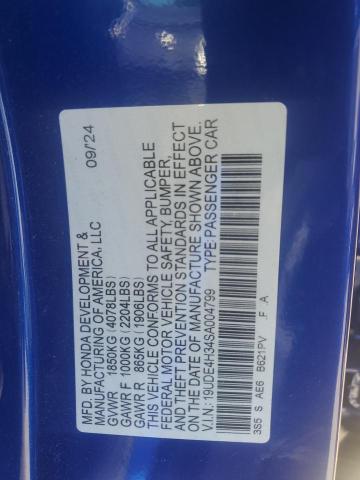 MFD. BY HONDA DEVELOPMENT & 09/'24
MANUFACTURING OF AMERICA, LLC
GVWR 1850KG (4078LBS)
GAWR F 1000KG (2204LBS)
GAWR R 865KG (1906LBS)
THIS VEHICLE CONFORMS TO ALL APPLICABLE
FEDERAL MOTOR VEHICLE SAFETY, BUMPER,
AND THEFT PREVENTION STANDARDS IN EFFECT
ON THE DATE OF MANUFACTURE SHOWN ABOVE.
V.I.N.: 19UDE4H34SA004799 TYPE: PASSENGER CAR
3S5 S AE6 B621PV .F .A